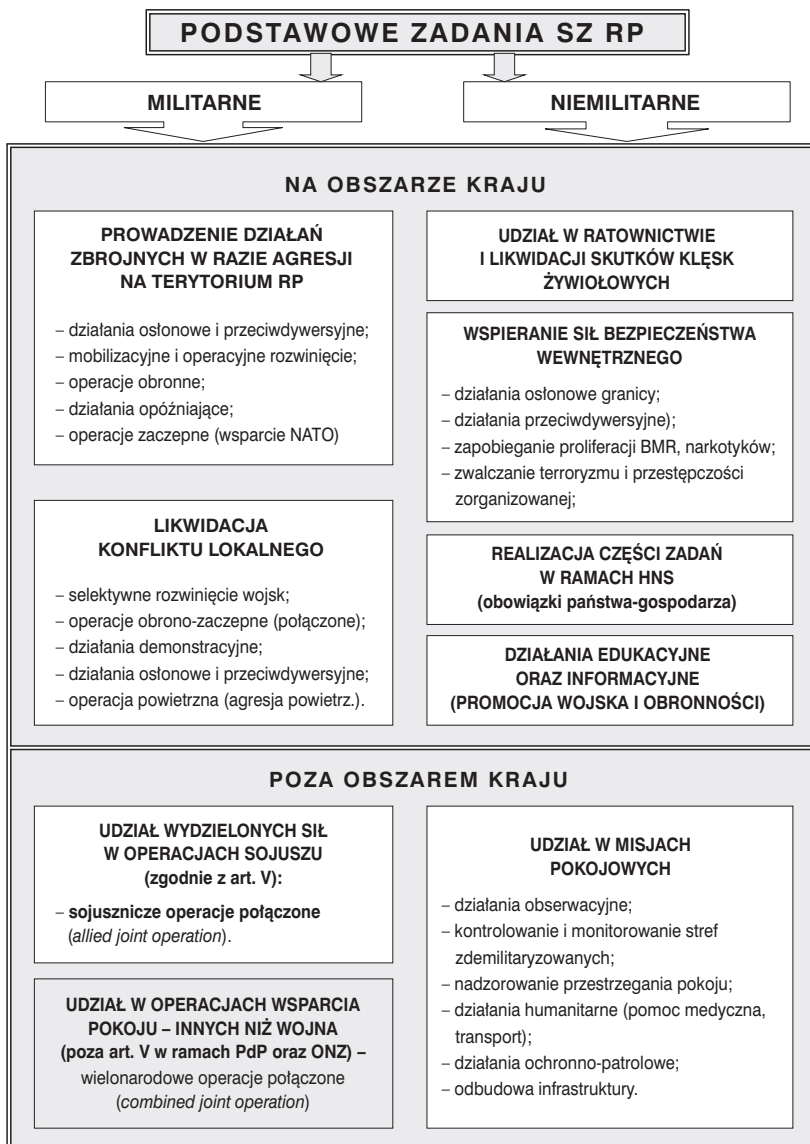 PODSTAWOWE ZADANIA SZ RP
MILITARNE
NIEMILITARNE
NA OBSZARZE KRAJU
PROWADZENIE DZIAŁAŃ
ZBROJNYCH W RAZIE AGRESJI
NA TERYTORIUM RP
– działania osłonowe i przeciwdywersyjne;
– mobilizacyjne i operacyjne rozwinięcie;
– operacje obronne;
– działania opóźniające;
– operacje zaczepne (wsparcie NATO)
LIKWIDACJA
KONFLIKTU LOKALNEGO
– selektywne rozwinięcie wojsk;
– operacje obrono-zaczepne (połączone);
– działania demonstracyjne;
– działania osłonowe i przeciwdywersyjne;
– operacja powietrzna (agresja powietrz.).
UDZIAŁ W RATOWNICTWIE
I LIKWIDACJI SKUTKÓW KLĘSK
ŻYWIOŁOWYCH
WSPIERANIE SIŁ BEZPIECZEŃSTWA
WEWNĘTRZNEGO
– działania osłonowe granicy;
– działania przeciwdywersyjne);
– zapobieganie proliferacji BMR, narkotyków;
– zwalczanie terroryzmu i przestępczości
zorganizowanej;
REALIZACJA CZĘŚCI ZADAŃ
W RAMACH HNS
(obowiązki państwa-gospodarza)
DZIAŁANIA EDUKACYJNE
ORAZ INFORMACYJNE
(PROMOCJA WOJSKA I OBRONNOŚCI)
POZA OBSZAREM KRAJU
UDZIAŁ WYDZIELONYCH SIŁ
W OPERACJACH SOJUSZU
(zgodnie z art. V):
– sojusznicze operacje połączone
(allied joint operation).
UDZIAŁ W OPERACJACH WSPARCIA
POKOJU – INNYCH NIŻ WOJNA
(poza art. V w ramach PdP oraz ONZ) –
wielonarodowe operacje połączone
(combined joint operation)
UDZIAŁ W MISJACH
POKOJOWYCH
– działania obserwacyjne;
– kontrolowanie i monitorowanie stref
zdemilitaryzowanych;
– nadzorowanie przestrzegania pokoju;
– działania humanitarne (pomoc medyczna,
transport);
– działania ochronno-patrolowe;
– odbudowa infrastruktury.